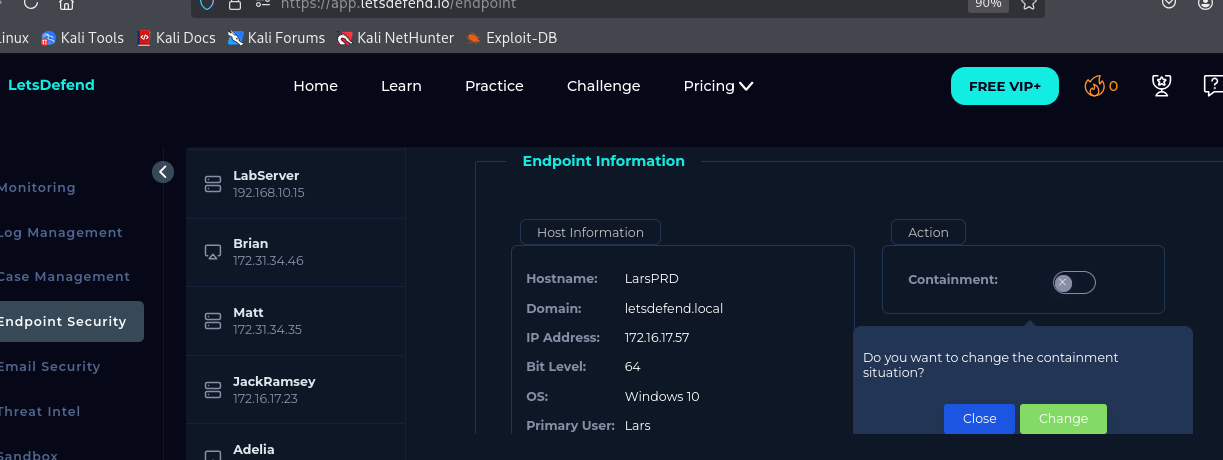 https://app.letsdefend.io/endpoint 90%
Kali Tools Kali Docs Kali Forums Kali NetHunter Exploit-DB
LetsDefend Home Learn Practice Challenge Pricing FREE VIP+ 0
Monitoring
Log Management
Case Management
Endpoint Security
Email Security
Threat Intel
Sandbox
LabServer
192.168.10.15
Brian
172.31.34.46
Matt
172.31.34.35
JackRamsey
172.16.17.23
Adelia
Endpoint Information
Host Information
Hostname: LarsPRD
Domain: letsdefend.local
IP Address: 172.16.17.57
Bit Level: 64
OS: Windows 10
Primary User: Lars
Action
Containment:
Do you want to change the containment
situation?
Close Change